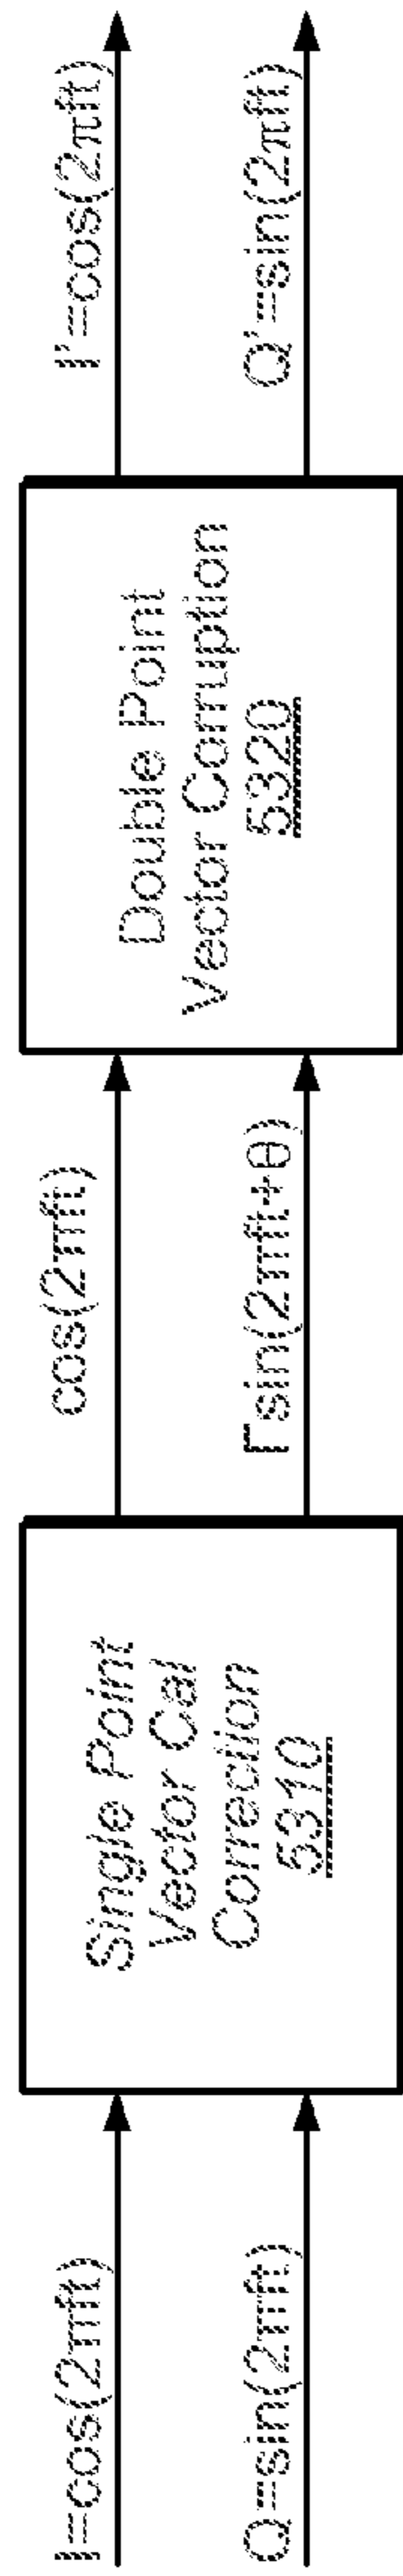 I=cos(2πft)
Q=sin(2πft)
Single Point
Vector Cal
Correction
5310
cos(2πft)
Γsin(2πft+θ)
Double Point
Vector Corruption
5320
I'=cos(2πft)
Q'=sin(2πft)